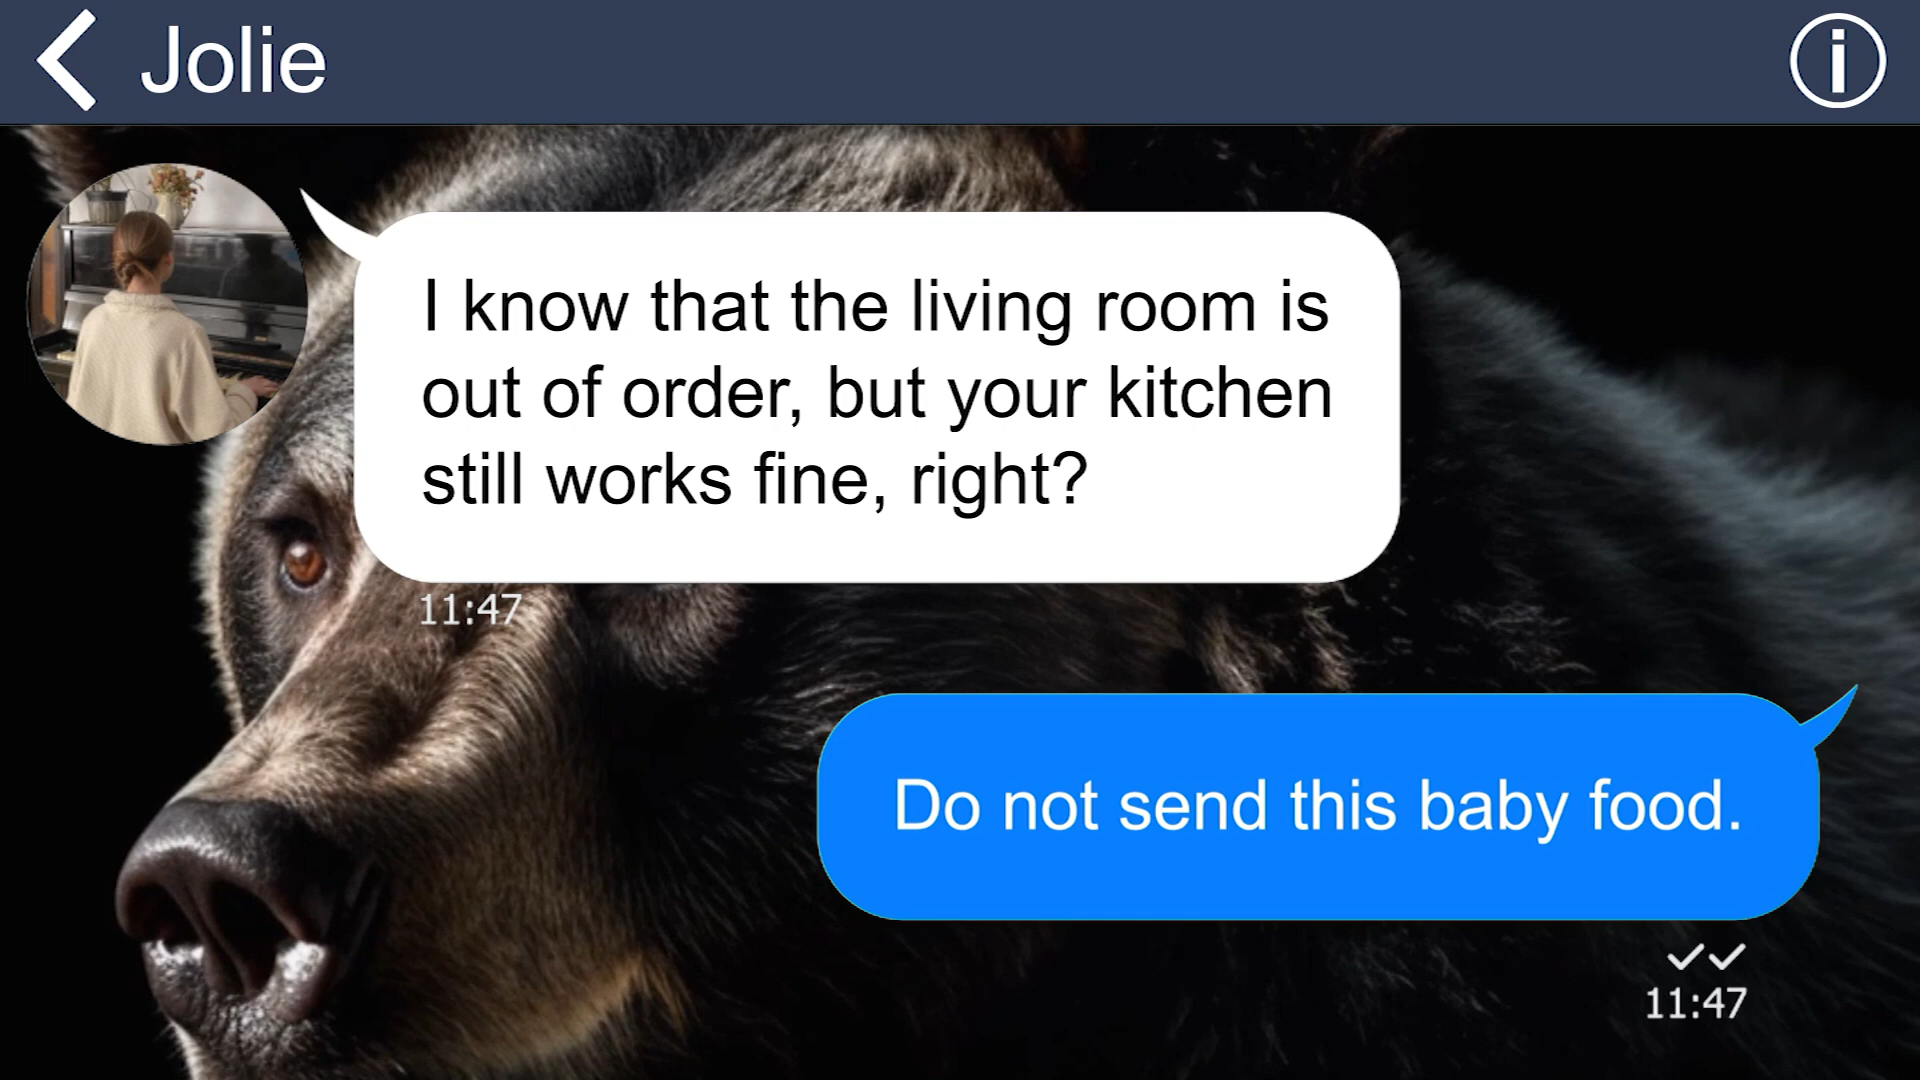 Jolie
I know that the living room is
out of order, but your kitchen
still works fine, right?
11:47
Do not send this baby food.
11:47